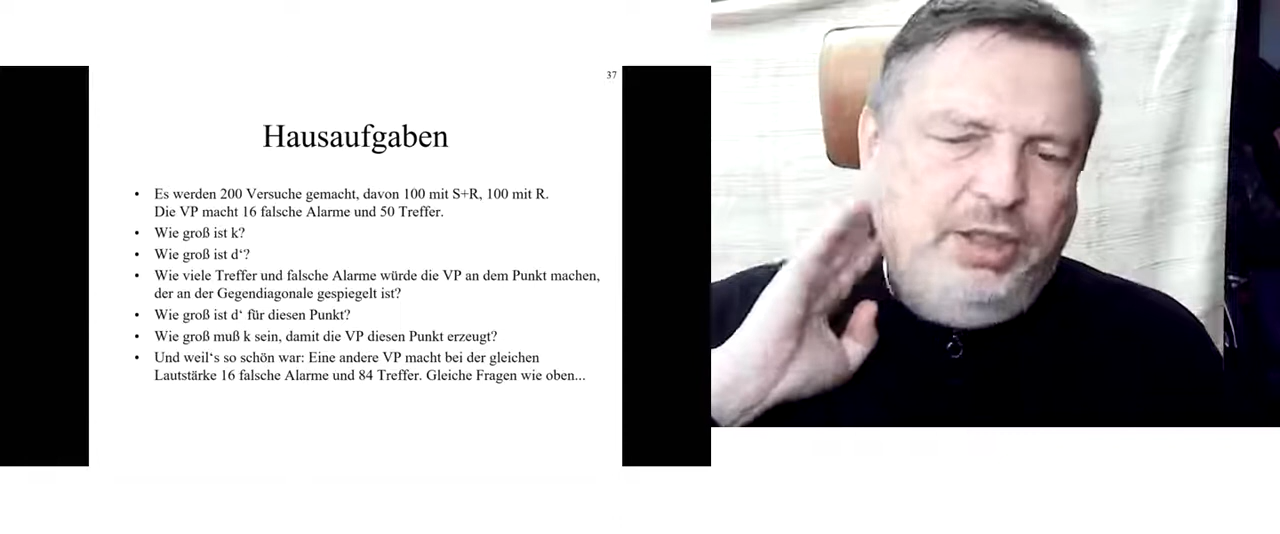 37
Hausaufgaben
• Es werden 200 Versuche gemacht, davon 100 mit S+R, 100 mit R.
Die VP macht 16 falsche Alarme und 50 Treffer.
• Wie groß ist k?
• Wie groß ist d‘?
• Wie viele Treffer und falsche Alarme würde die VP an dem Punkt machen,
der an der Gegendiagonale gespiegelt ist?
• Wie groß ist d‘ für diesen Punkt?
• Wie groß muß k sein, damit die VP diesen Punkt erzeugt?
• Und weil‘s so schön war: Eine andere VP macht bei der gleichen
Lautstärke 16 falsche Alarme und 84 Treffer. Gleiche Fragen wie oben...